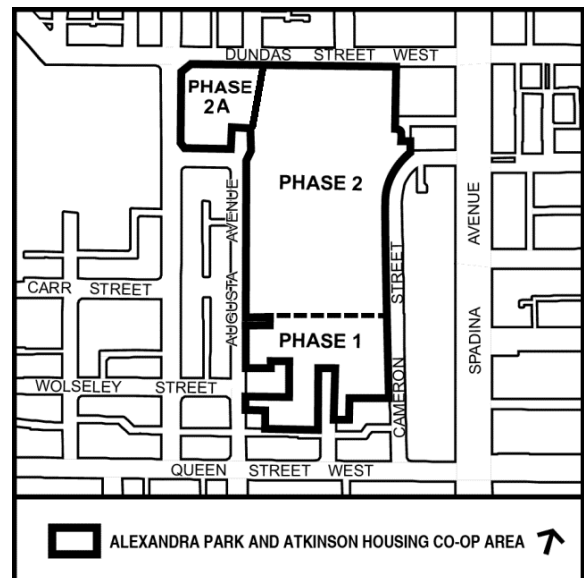 DUNDAS STREET WEST
PHASE
2A
PHASE 2
AUGUSTA AVENUE
CARR STREET
SPADINA AVENUE
PHASE 1
WOLSELEY STREET
CAMERON STREET
QUEEN STREET WEST
ALEXANDRA PARK AND ATKINSON HOUSING CO-OP AREA